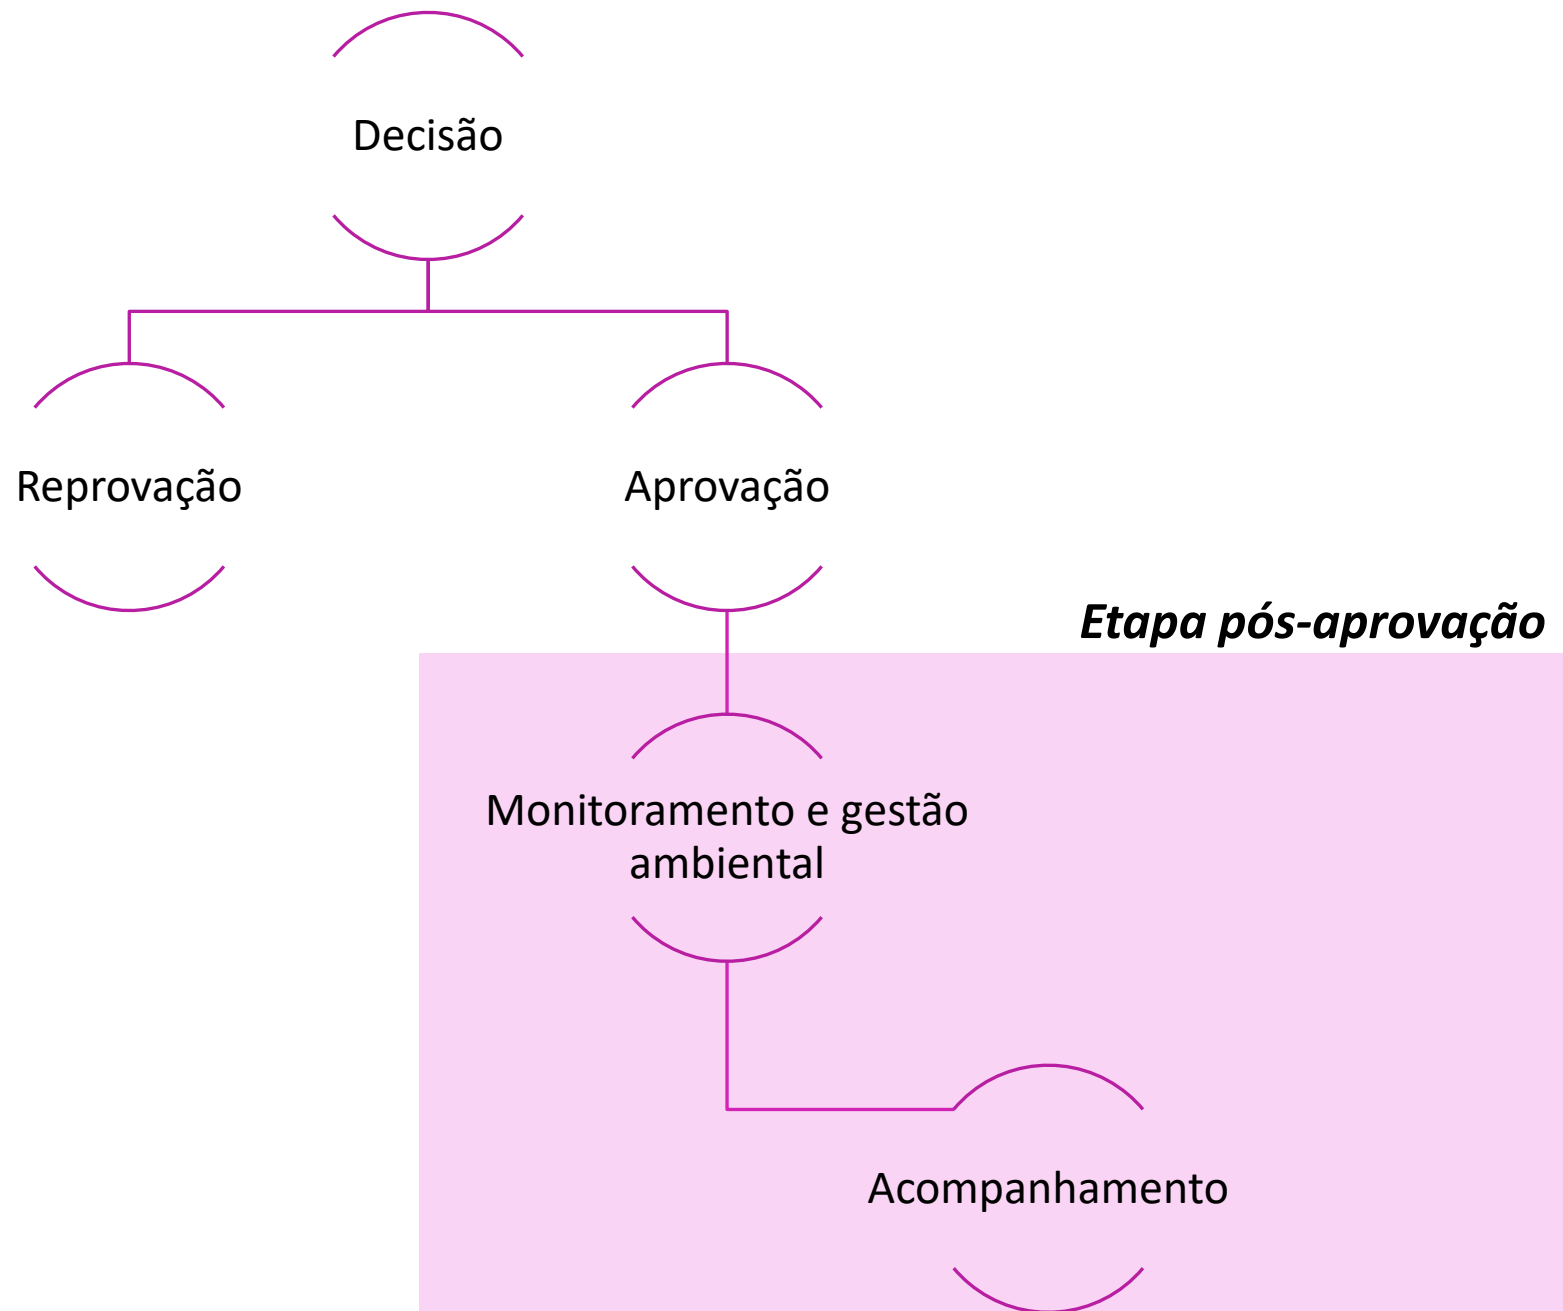 Decisão
Reprovação
Aprovação
Etapa pós-aprovação
Monitoramento e gestão
ambiental
Acompanhamento